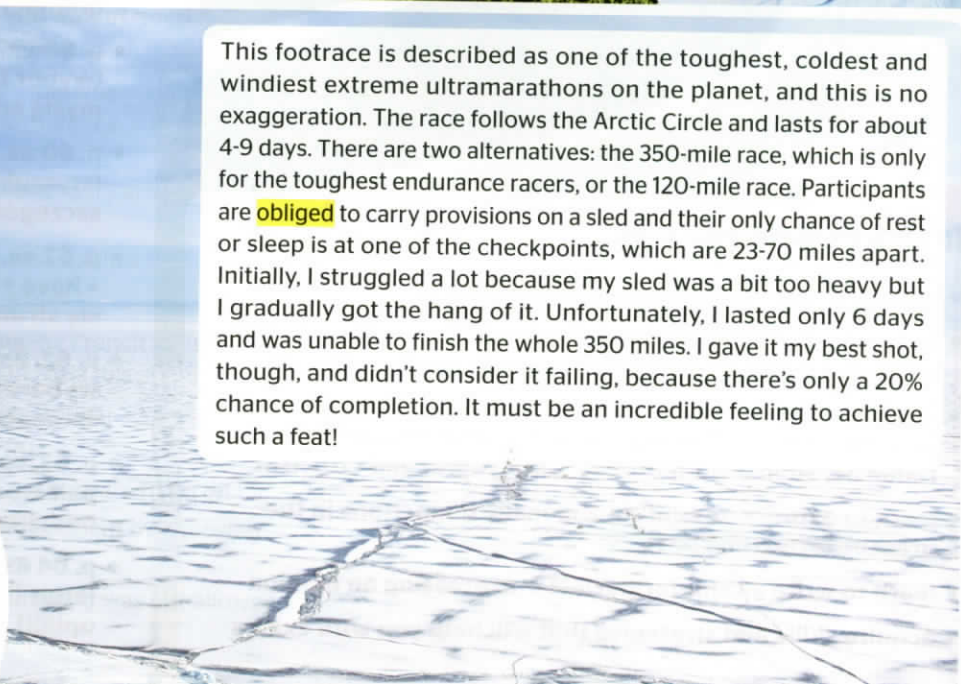 This footrace is described as one of the toughest, coldest and
windiest extreme ultramarathons on the planet, and this is no
exaggeration. The race follows the Arctic Circle and lasts for about
4-9 days. There are two alternatives: the 350-mile race, which is only
for the toughest endurance racers, or the 120-mile race. Participants
are obliged to carry provisions on a sled and their only chance of rest
or sleep is at one of the checkpoints, which are 23-70 miles apart.
Initially, I struggled a lot because my sled was a bit too heavy but
I gradually got the hang of it. Unfortunately, I lasted only 6 days
and was unable to finish the whole 350 miles. I gave it my best shot,
though, and didn't consider it failing, because there's only a 20%
chance of completion. It must be an incredible feeling to achieve
such a feat!